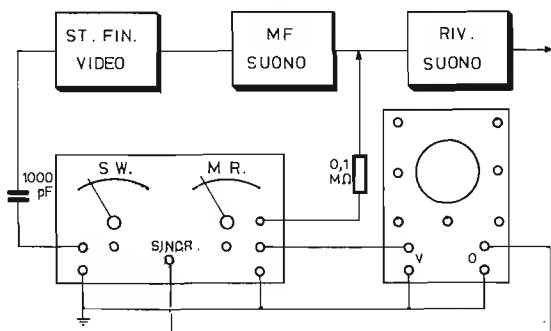 ST. FIN.
VIDEO
MF
SUONO
RIV.
SUONO
1000
pF
S W.
M R.
0,1
MΩ
SINCR.
V
O